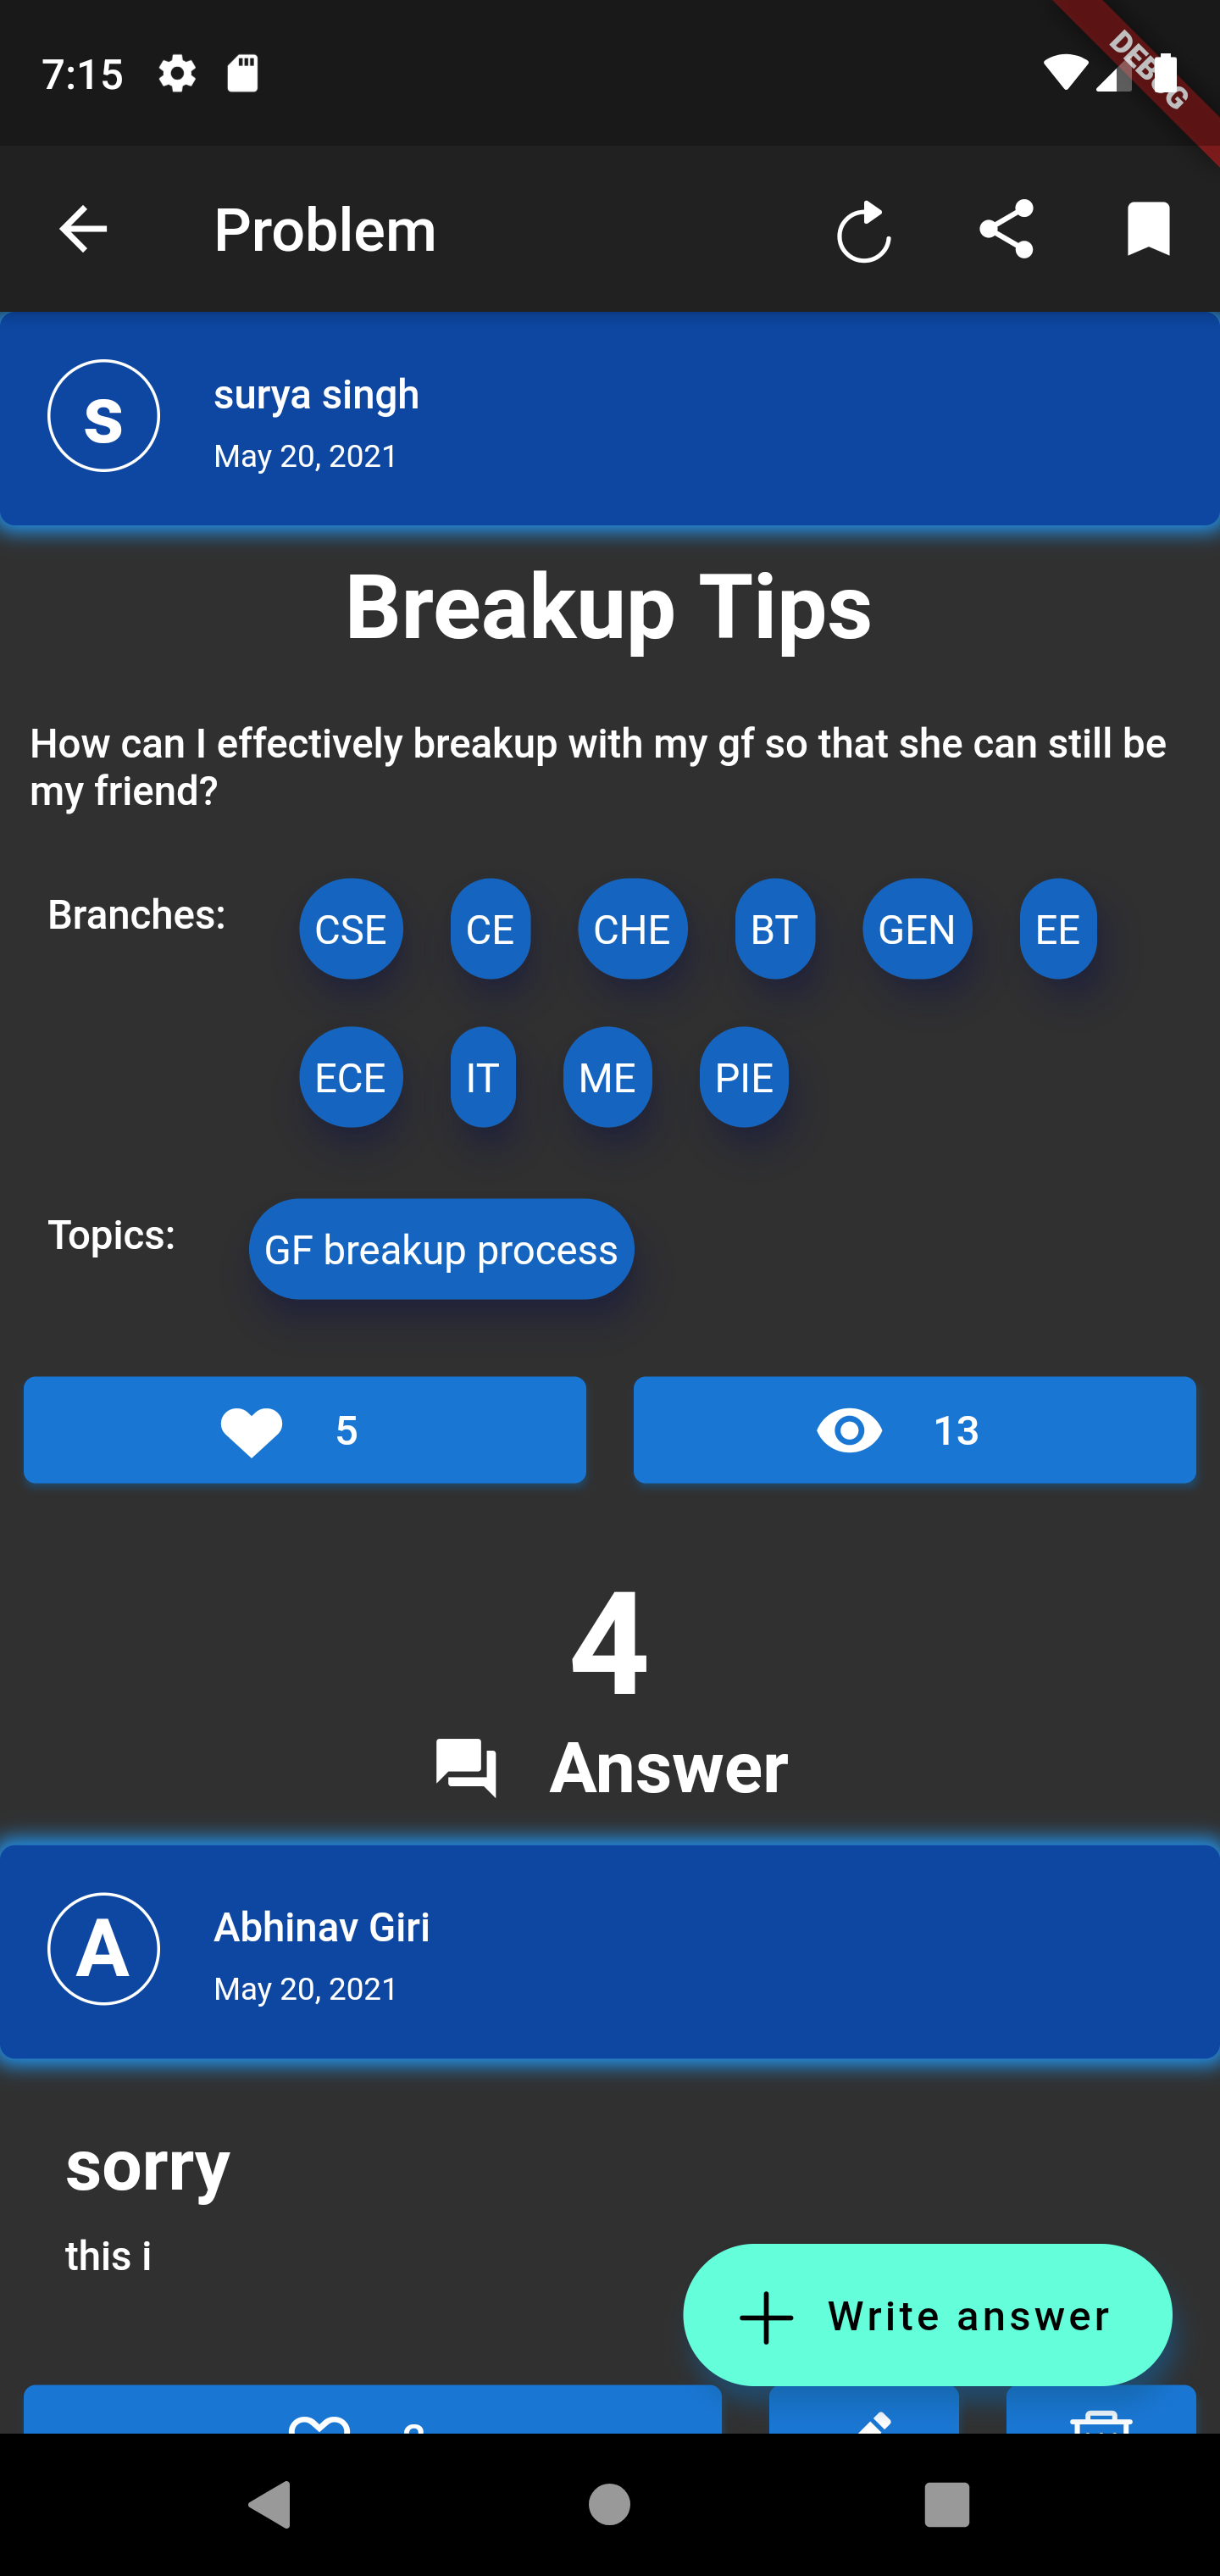 7:15
DEBUG
Problem
s
surya singh
May 20, 2021
Breakup Tips
How can I effectively breakup with my gf so that she can still be
my friend?
Branches:
CSE CE CHE BT GEN EE
ECE IT ME PIE
Topics:
GF breakup process
5
13
4
Answer
A
Abhinav Giri
May 20, 2021
sorry
this i
Write answer